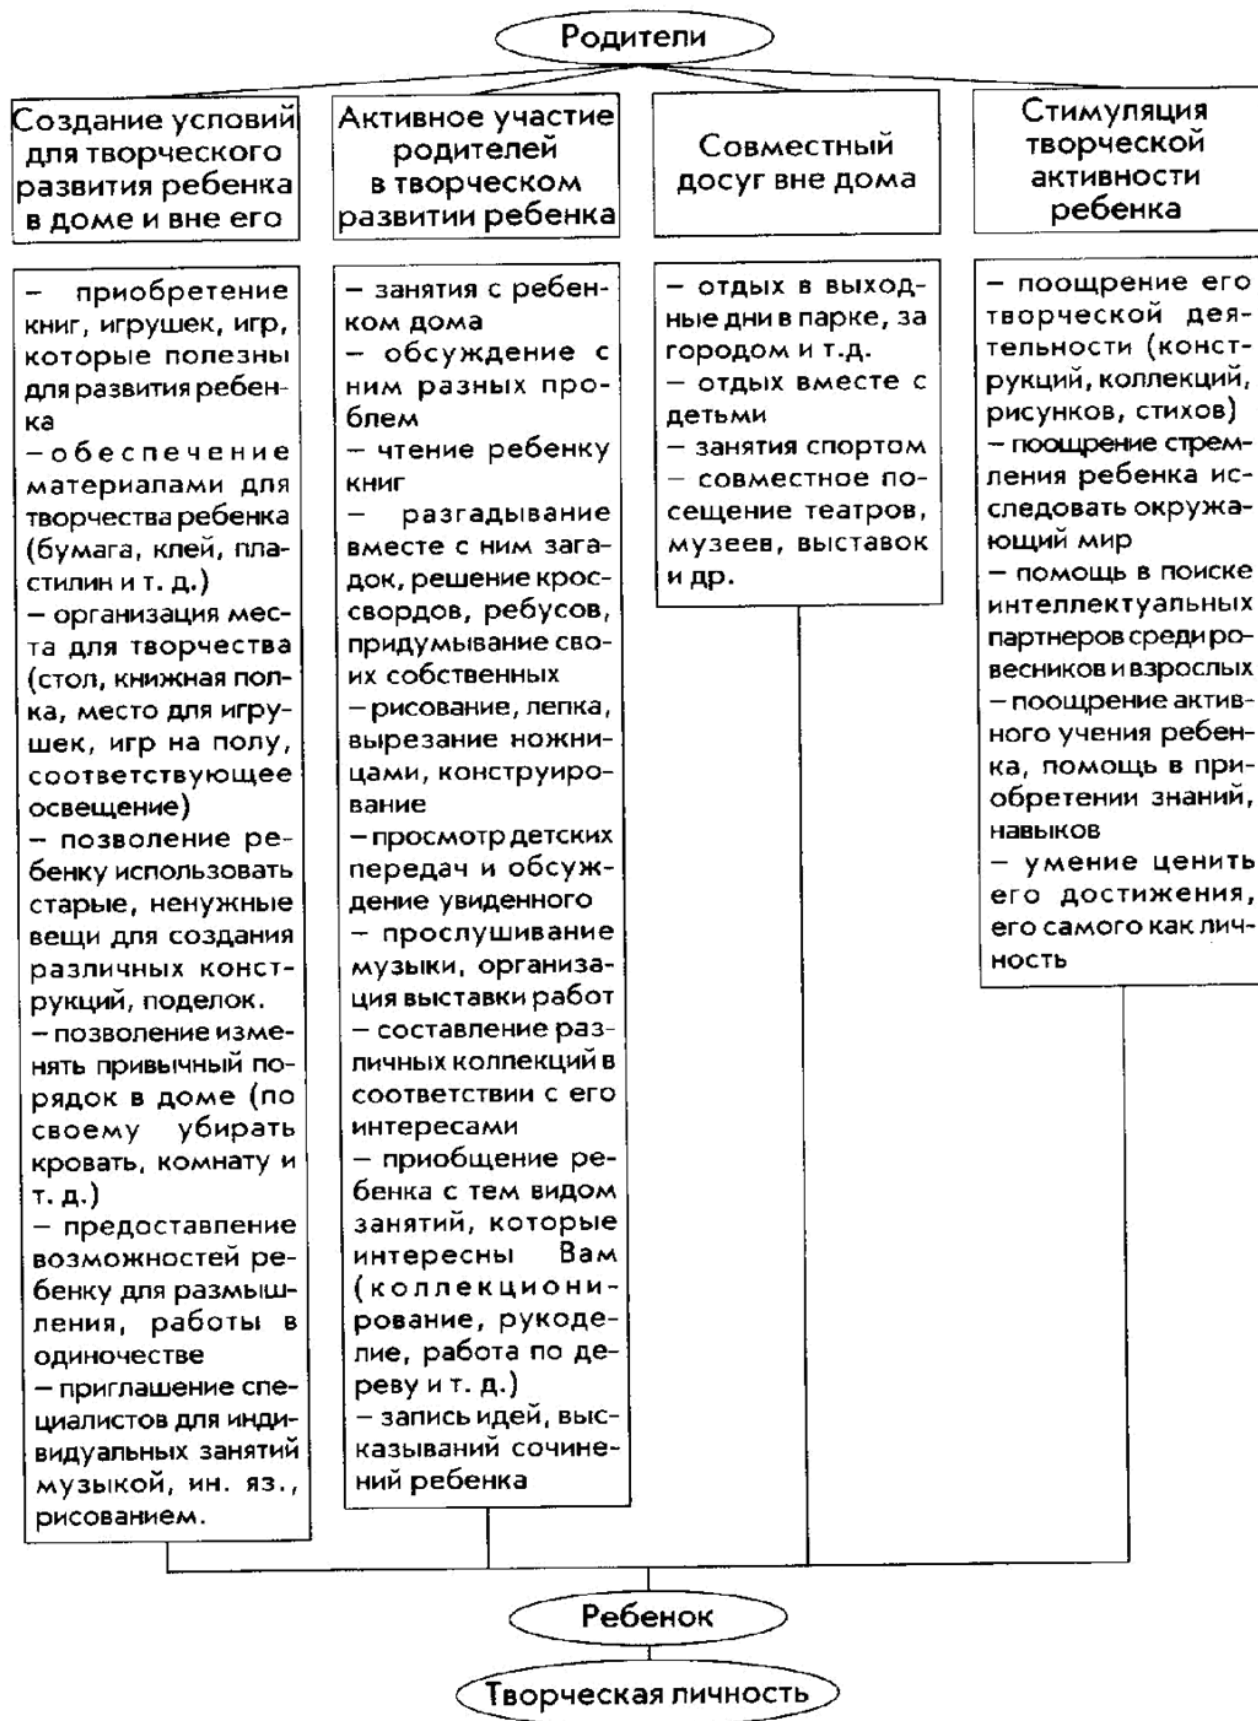 Родители
Создание условий
для творческого
развития ребенка
в доме и вне его
Активное участие
родителей
в творческом
развитии ребенка
Совместный
досуг вне дома
Стимуляция
творческой
активности
ребенка
– приобретение
книг, игрушек, игр,
которые полезны
для развития ребен-
ка
– обеспечение
материалами для
творчества ребенка
(бумага, клей, пла-
стилин и т. д.)
– организация мес-
та для творчества
(стол, книжная пол-
ка, место для игру-
шек, игр на полу,
соответствующее
освещение)
– позволение ре-
бенку использовать
старые, ненужные
вещи для создания
различных конст-
рукций, поделок.
– позволение изме-
нять привычный по-
рядок в доме (по
своему убирать
кровать, комнату и
т. д.)
– предоставление
возможностей ре-
бенку для размыш-
ления, работы в
одиночестве
– приглашение спе-
циалистов для инди-
видуальных занятий
музыкой, ин. яз.,
рисованием.
– занятия с ребен-
ком дома
– обсуждение с
ним разных про-
блем
– чтение ребенку
книг
– разгадывание
вместе с ним зага-
док, решение крос-
свордов, ребусов,
придумывание сво-
их собственных
– рисование, лепка,
вырезание ножни-
цами, конструиро-
вание
– просмотр детских
передач и обсуж-
дение увиденного
– прослушивание
музыки, организа-
ция выставки работ
– составление раз-
личных коллекций в
соответствии с его
интересами
– приобщение ре-
бенка с тем видом
занятий, которые
интересны Вам
(коллекциони-
рование, рукоде-
лие, работа по де-
реву и т. д.)
– запись идей, выс-
казываний сочине-
ний ребенка
– отдых в выход-
ные дни в парке, за
городом и т.д.
– отдых вместе с
детьми
– занятия спортом
– совместное по-
сещение театров,
музеев, выставок
и др.
– поощрение его
творческой дея-
тельности (конст-
рукций, коллекций,
рисунков, стихов)
– поощрение стрем-
ления ребенка ис-
следовать окружа-
ющий мир
– помощь в поиске
интеллектуальных
партнеров среди ро-
весников и взрослых
– поощрение актив-
ного учения ребен-
ка, помощь в при-
обретении знаний,
навыков
– умение ценить
его достижения,
его самого как лич-
ность
Ребенок
Творческая личность